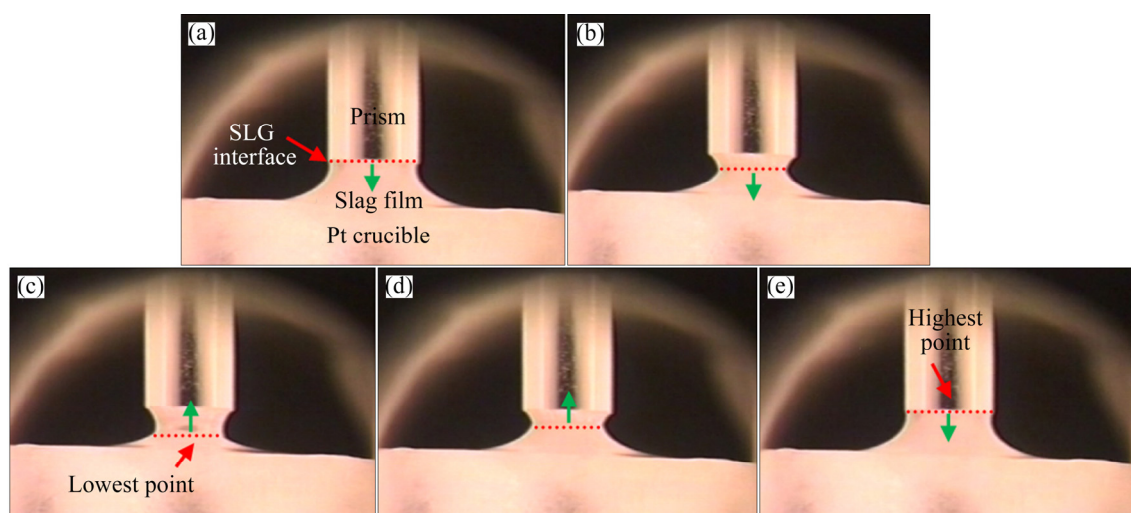 (a)
Prism
SLG
interface
Slag film
Pt crucible
(b)
(c)
Lowest point
(d)
(e)
Highest
point